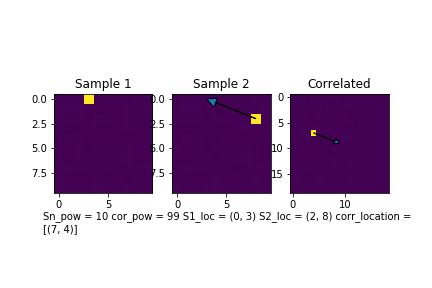 Sample 1 Sample 2 Correlated
0.0 0.0 0
2.5 2.5 5
5.0 5.0 10
7.5 7.5 15
0 5 0 5 0 10
Sn_pow = 10 cor_pow = 99 S1_loc = (0, 3) S2_loc = (2, 8) corr_location =
[(7, 4)]